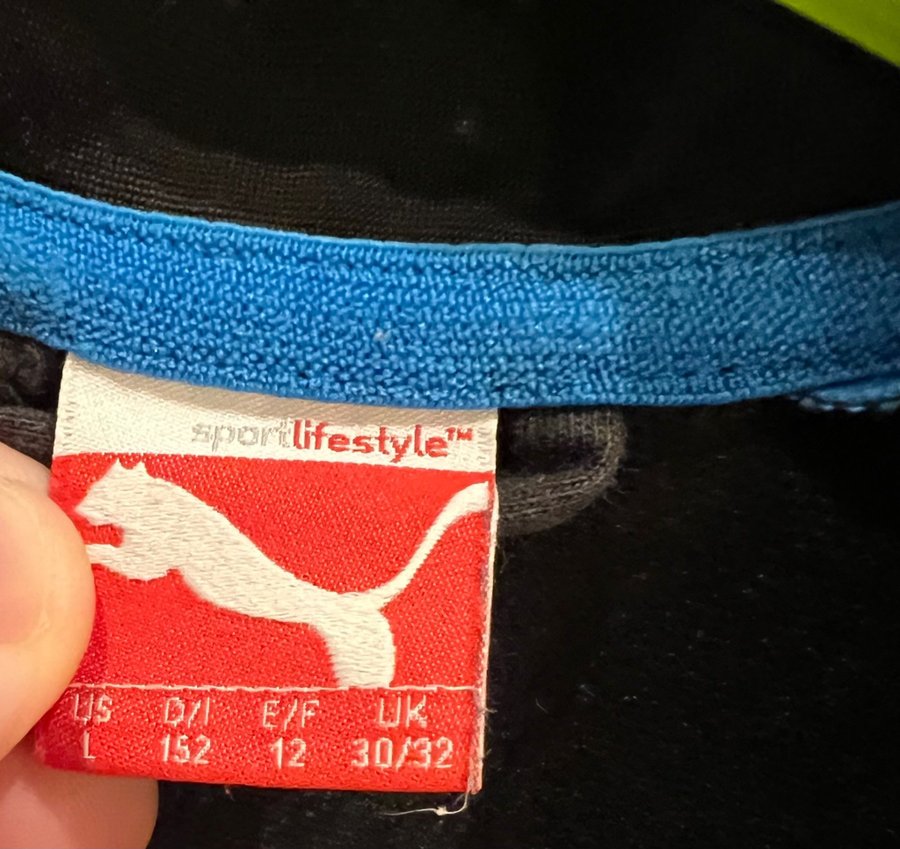 sportlifestyle™
US D/I E/F UK
L 152 12 30/32